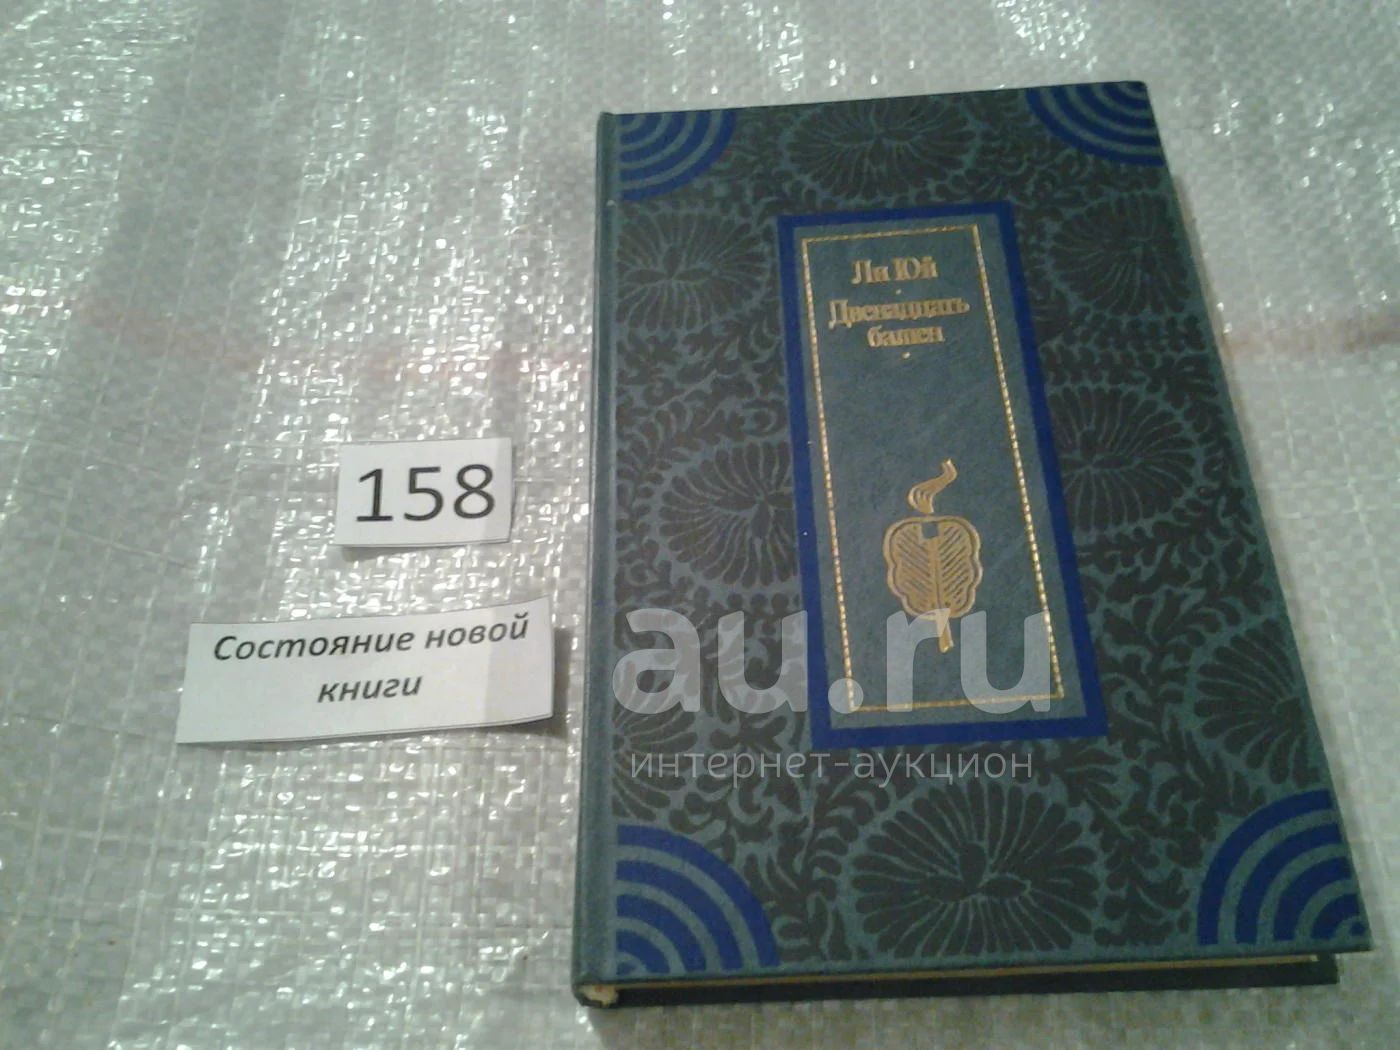 Ли Юй
Двенадцать
башен
158
Состояние новой
книги
au.ru
интернет-аукцион